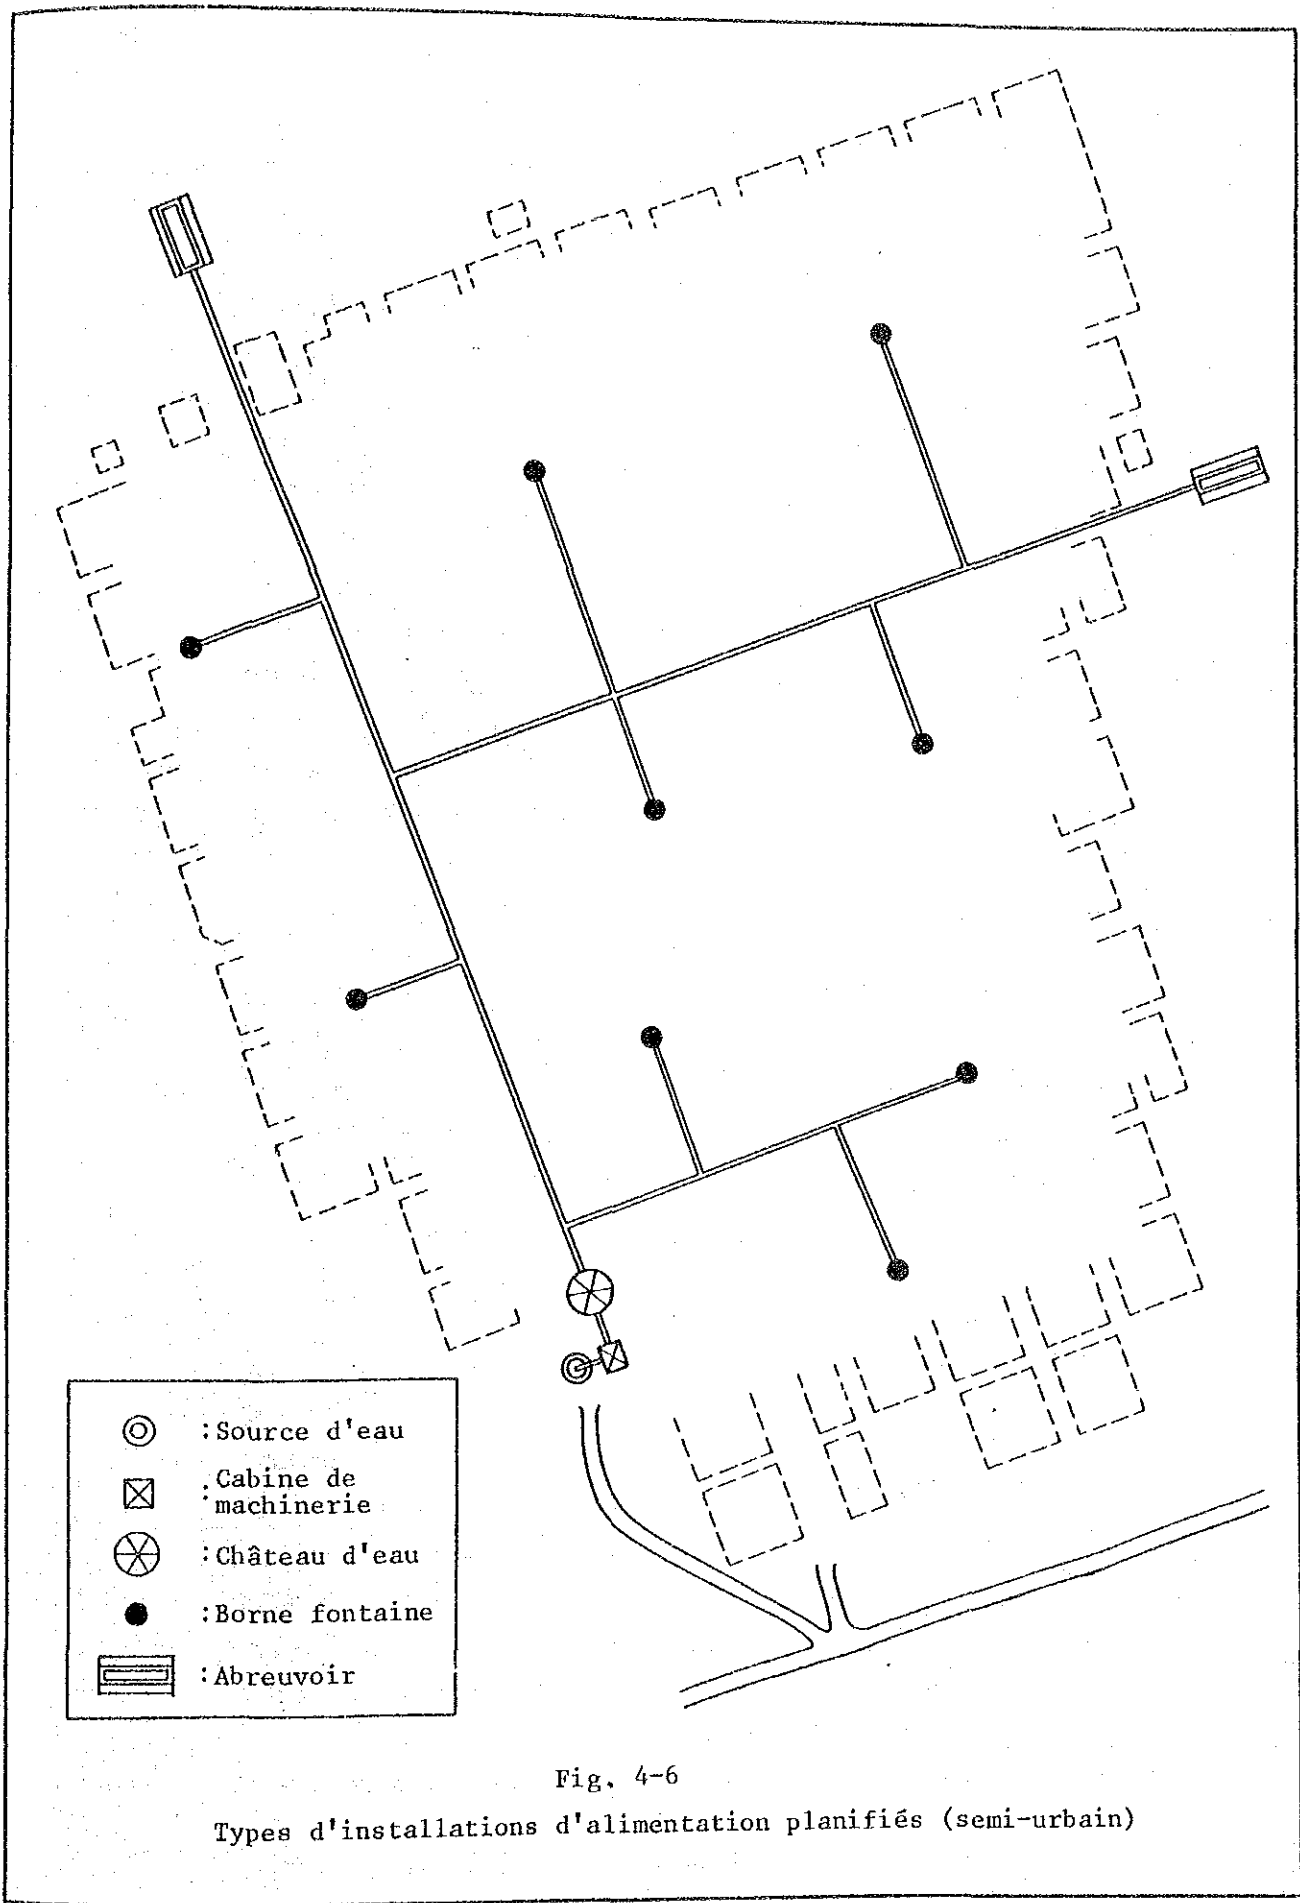 :Source d'eau
:Cabine de
machinerie
:Château d'eau
:Borne fontaine
:Abreuvoir
Fig. 4-6
Types d'installations d'alimentation planifiés (semi-urbain)